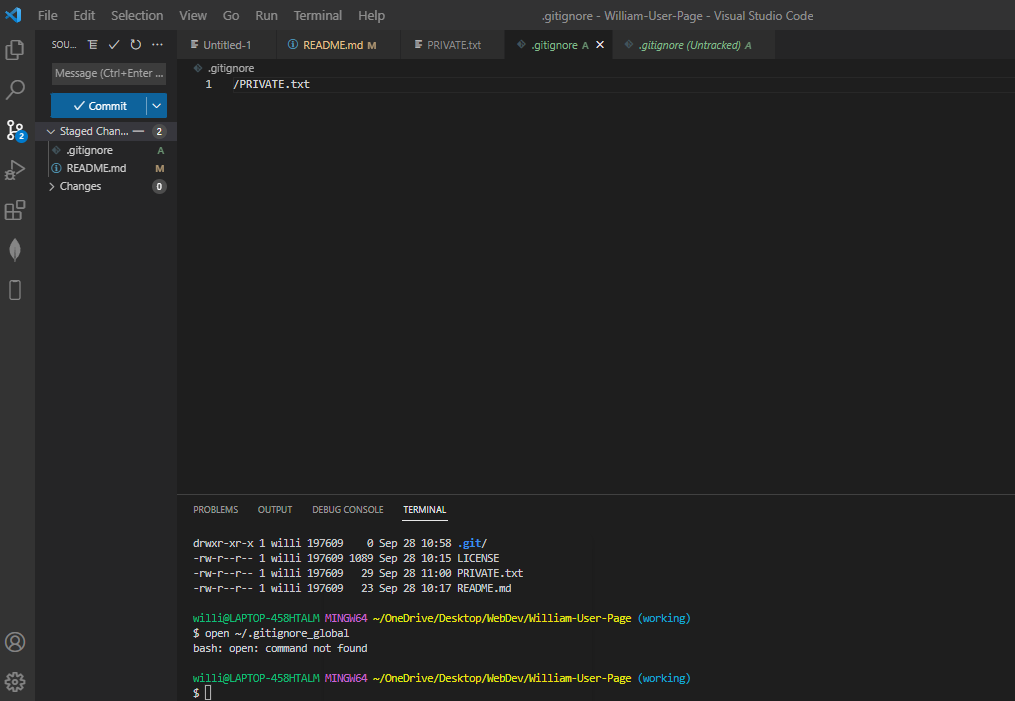 File Edit Selection View Go Run Terminal Help .gitignore - William-User-Page - Visual Studio Code
SOU... Untitled-1 README.md M PRIVATE.txt .gitignore A .gitignore (Untracked) A
.gitignore
Message (Ctrl+Enter ...
1 /PRIVATE.txt
Commit
Staged Chan... 2
.gitignore A
2
README.md M
Changes 0
PROBLEMS OUTPUT DEBUG CONSOLE TERMINAL
drwxr-xr-x 1 willi 197609 0 Sep 28 10:58 .git/
-rw-r--r-- 1 willi 197609 1089 Sep 28 10:15 LICENSE
-rw-r--r-- 1 willi 197609 29 Sep 28 11:00 PRIVATE.txt
-rw-r--r-- 1 willi 197609 23 Sep 28 10:17 README.md
willi@LAPTOP-458HTALM MINGW64 ~/OneDrive/Desktop/WebDev/William-User-Page (working)
$ open ~/.gitignore_global
bash: open: command not found
willi@LAPTOP-458HTALM MINGW64 ~/OneDrive/Desktop/WebDev/William-User-Page (working)
$